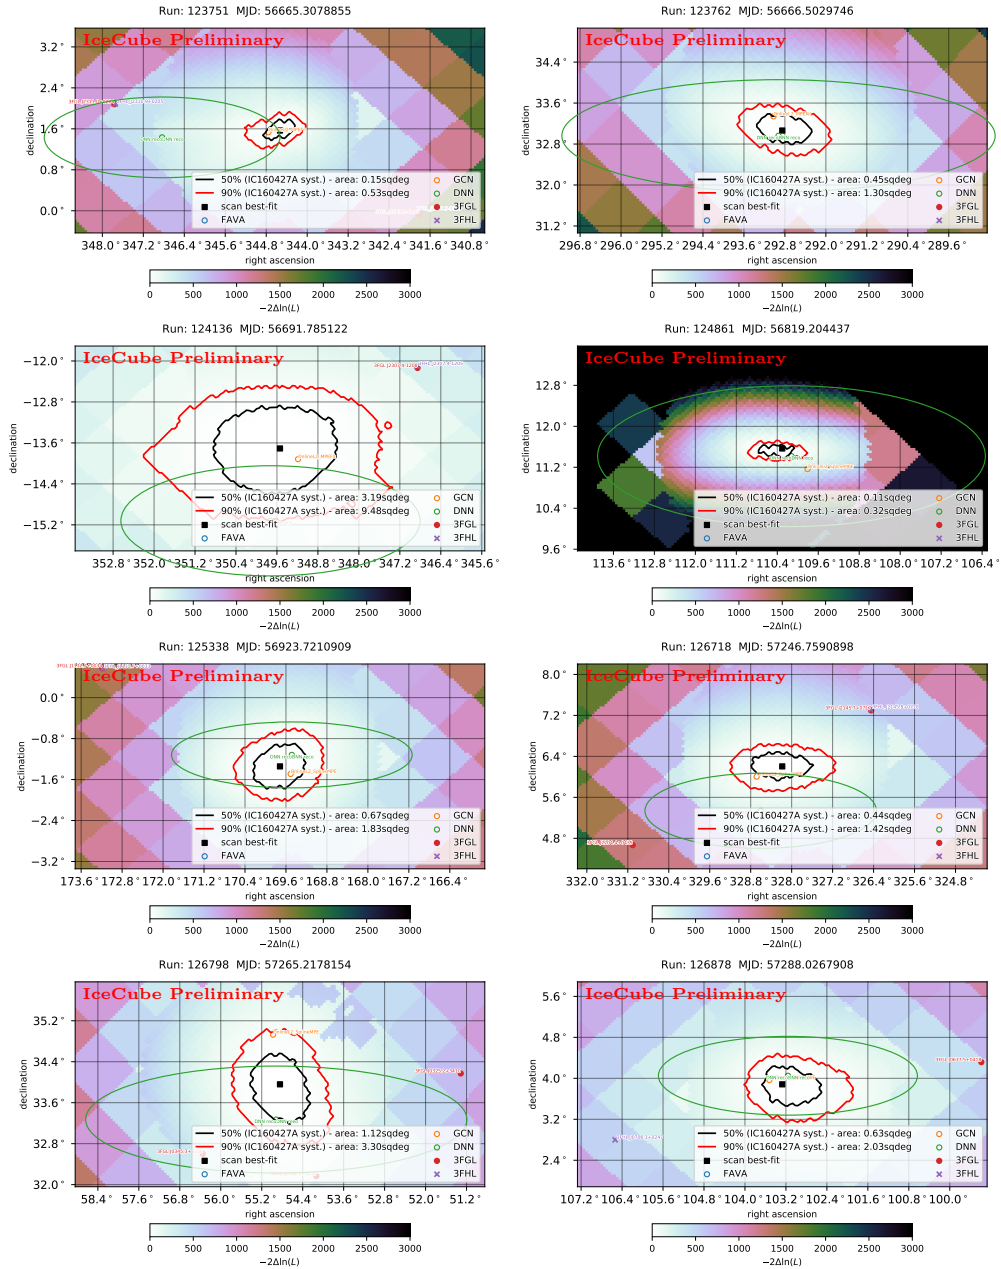 Run: 123751 MJD: 56665.3078855
IceCube Preliminary
declination
3.2°
2.4°
1.6°
0.8°
0.0°
50% (IC160427A syst.) - area: 0.15sqdeg
90% (IC160427A syst.) - area: 0.53sqdeg
scan best-fit
FAVA
GCN
DNN
3FGL
3FHL
348.0° 347.2° 346.4° 345.6° 344.8° 344.0° 343.2° 342.4° 341.6° 340.8°
right ascension
0 500 1000 1500 2000 2500 3000
−2Δln(L)
Run: 123762 MJD: 56666.5029746
IceCube Preliminary
declination
34.4°
33.6°
32.8°
32.0°
31.2°
50% (IC160427A syst.) - area: 0.45sqdeg
90% (IC160427A syst.) - area: 1.30sqdeg
scan best-fit
FAVA
GCN
DNN
3FGL
3FHL
296.8° 296.0° 295.2° 294.4° 293.6° 292.8° 292.0° 291.2° 290.4° 289.6°
right ascension
0 500 1000 1500 2000 2500 3000
−2Δln(L)
Run: 124136 MJD: 56691.785122
IceCube Preliminary
declination
−12.0°
−12.8°
−13.6°
−14.4°
−15.2°
50% (IC160427A syst.) - area: 3.19sqdeg
90% (IC160427A syst.) - area: 9.48sqdeg
scan best-fit
FAVA
GCN
DNN
3FGL
3FHL
352.8° 352.0° 351.2° 350.4° 349.6° 348.8° 348.0° 347.2° 346.4° 345.6°
right ascension
0 500 1000 1500 2000 2500 3000
−2Δln(L)
Run: 124861 MJD: 56819.204437
IceCube Preliminary
declination
12.8°
12.0°
11.2°
10.4°
9.6°
50% (IC160427A syst.) - area: 0.11sqdeg
90% (IC160427A syst.) - area: 0.32sqdeg
scan best-fit
FAVA
GCN
DNN
3FGL
3FHL
113.6° 112.8° 112.0° 111.2° 110.4° 109.6° 108.8° 108.0° 107.2° 106.4°
right ascension
0 500 1000 1500 2000 2500 3000
−2Δln(L)
Run: 125338 MJD: 56923.7210909
IceCube Preliminary
declination
0.0°
−0.8°
−1.6°
−2.4°
−3.2°
50% (IC160427A syst.) - area: 0.67sqdeg
90% (IC160427A syst.) - area: 1.83sqdeg
scan best-fit
FAVA
GCN
DNN
3FGL
3FHL
173.6° 172.8° 172.0° 171.2° 170.4° 169.6° 168.8° 168.0° 167.2° 166.4°
right ascension
0 500 1000 1500 2000 2500 3000
−2Δln(L)
Run: 126718 MJD: 57246.7590898
IceCube Preliminary
declination
8.0°
7.2°
6.4°
5.6°
4.8°
50% (IC160427A syst.) - area: 0.44sqdeg
90% (IC160427A syst.) - area: 1.42sqdeg
scan best-fit
FAVA
GCN
DNN
3FGL
3FHL
332.0° 331.2° 330.4° 329.6° 328.8° 328.0° 327.2° 326.4° 325.6° 324.8°
right ascension
0 500 1000 1500 2000 2500 3000
−2Δln(L)
Run: 126798 MJD: 57265.2178154
IceCube Preliminary
declination
35.2°
34.4°
33.6°
32.8°
32.0°
50% (IC160427A syst.) - area: 1.12sqdeg
90% (IC160427A syst.) - area: 3.30sqdeg
scan best-fit
FAVA
GCN
DNN
3FGL
3FHL
58.4° 57.6° 56.8° 56.0° 55.2° 54.4° 53.6° 52.8° 52.0° 51.2°
right ascension
0 500 1000 1500 2000 2500 3000
−2Δln(L)
Run: 126878 MJD: 57288.0267908
IceCube Preliminary
declination
5.6°
4.8°
4.0°
3.2°
2.4°
50% (IC160427A syst.) - area: 0.63sqdeg
90% (IC160427A syst.) - area: 2.03sqdeg
scan best-fit
FAVA
GCN
DNN
3FGL
3FHL
107.2° 106.4° 105.6° 104.8° 104.0° 103.2° 102.4° 101.6° 100.8° 100.0°
right ascension
0 500 1000 1500 2000 2500 3000
−2Δln(L)